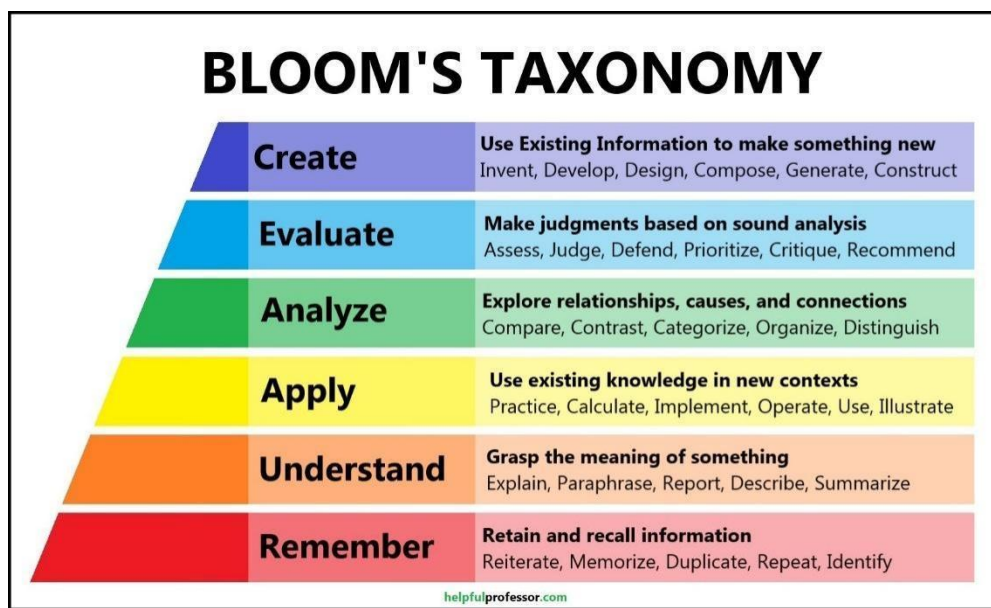 BLOOM'S TAXONOMY
Create
Use Existing Information to make something new
Invent, Develop, Design, Compose, Generate, Construct
Evaluate
Make judgments based on sound analysis
Assess, Judge, Defend, Prioritize, Critique, Recommend
Analyze
Explore relationships, causes, and connections
Compare, Contrast, Categorize, Organize, Distinguish
Apply
Use existing knowledge in new contexts
Practice, Calculate, Implement, Operate, Use, Illustrate
Understand
Grasp the meaning of something
Explain, Paraphrase, Report, Describe, Summarize
Remember
Retain and recall information
Reiterate, Memorize, Duplicate, Repeat, Identify
helpfulprofessor.com